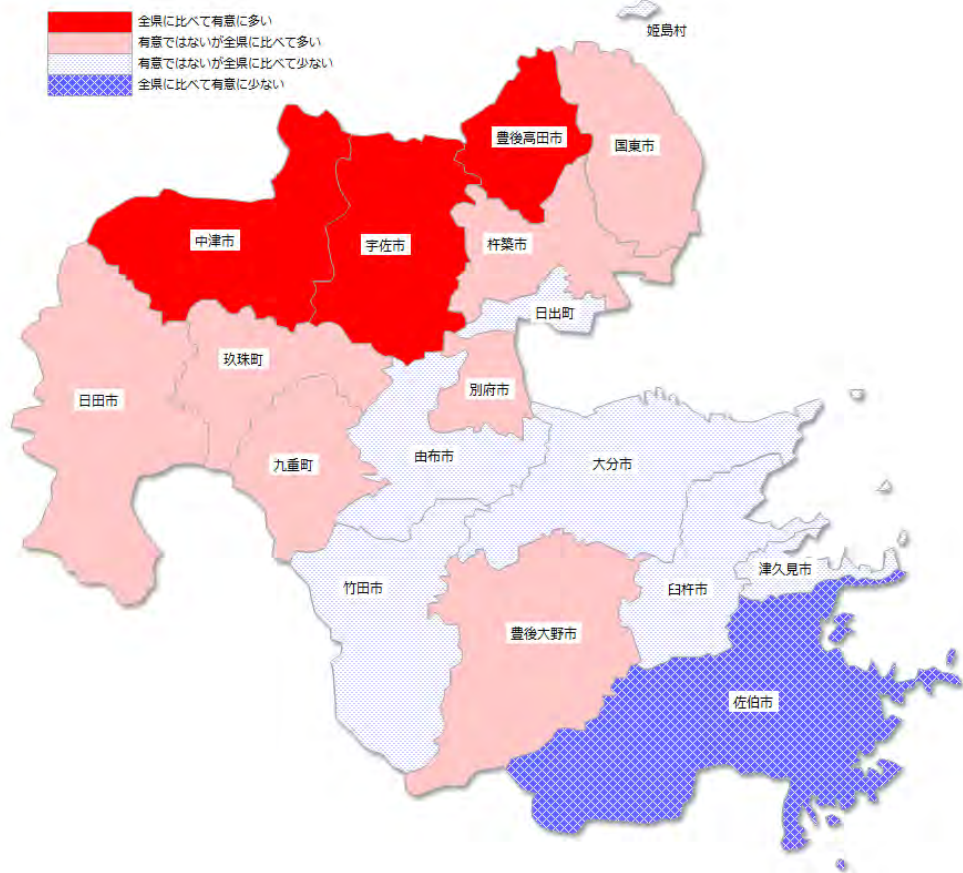 全県に比べて有意に多い
有意ではないが全県に比べて多い
有意ではないが全県に比べて少ない
全県に比べて有意に少ない
姫島村
豊後高田市
国東市
中津市
宇佐市
杵築市
日出町
玖珠町
別府市
日田市
九重町
由布市
大分市
竹田市
臼杵市
津久見市
豊後大野市
佐伯市